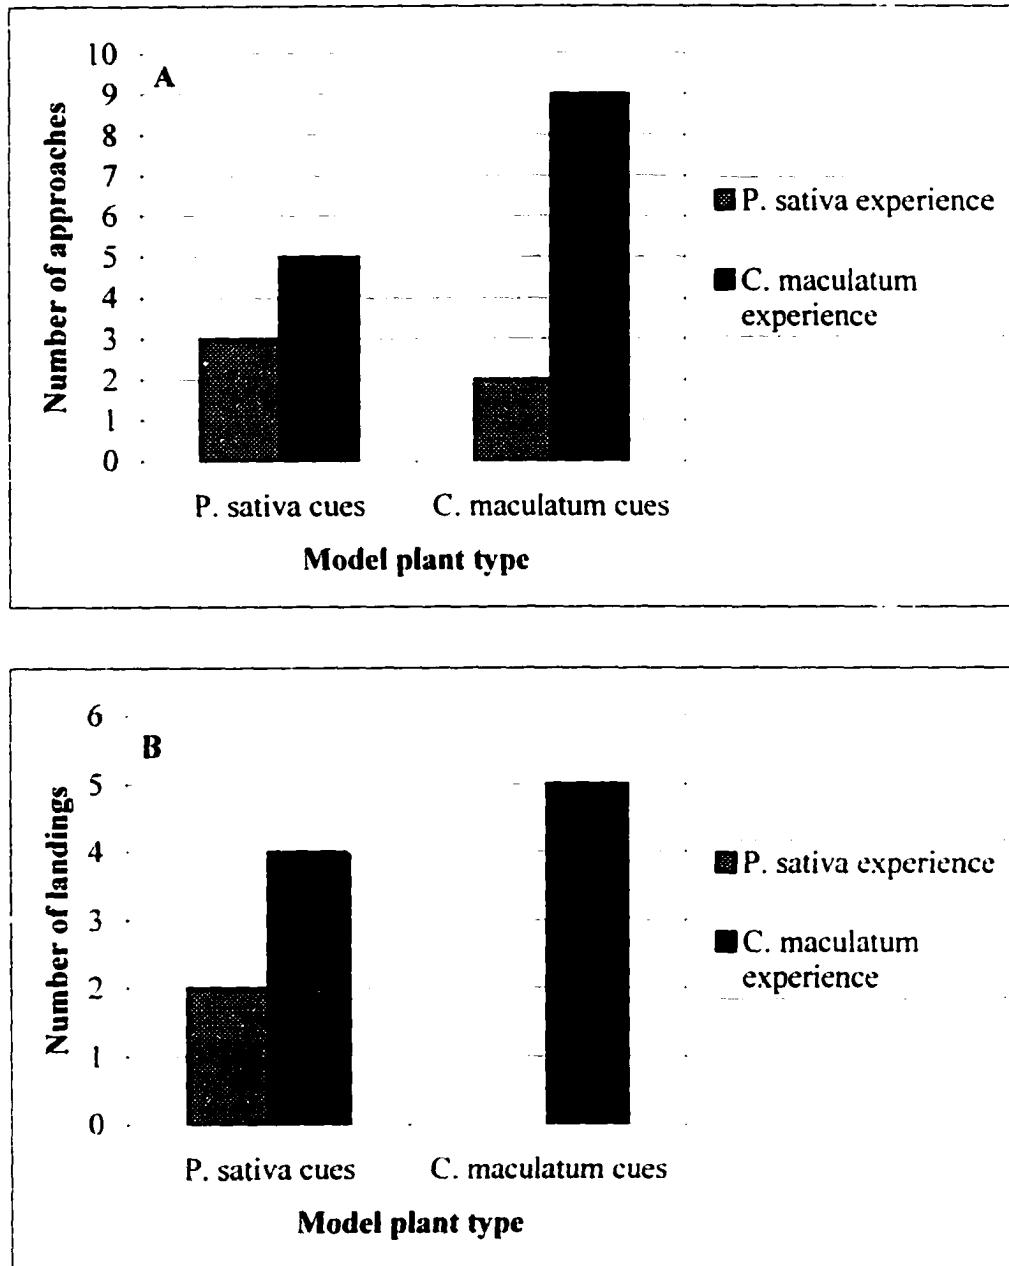 A
10
9
8
7
6
5
4
3
2
1
0
Number of approaches
P. sativa cues
C. maculatum cues
Model plant type
P. sativa experience
C. maculatum
experience
B
6
5
4
3
2
1
0
Number of landings
P. sativa cues
C. maculatum cues
Model plant type
P. sativa experience
C. maculatum
experience